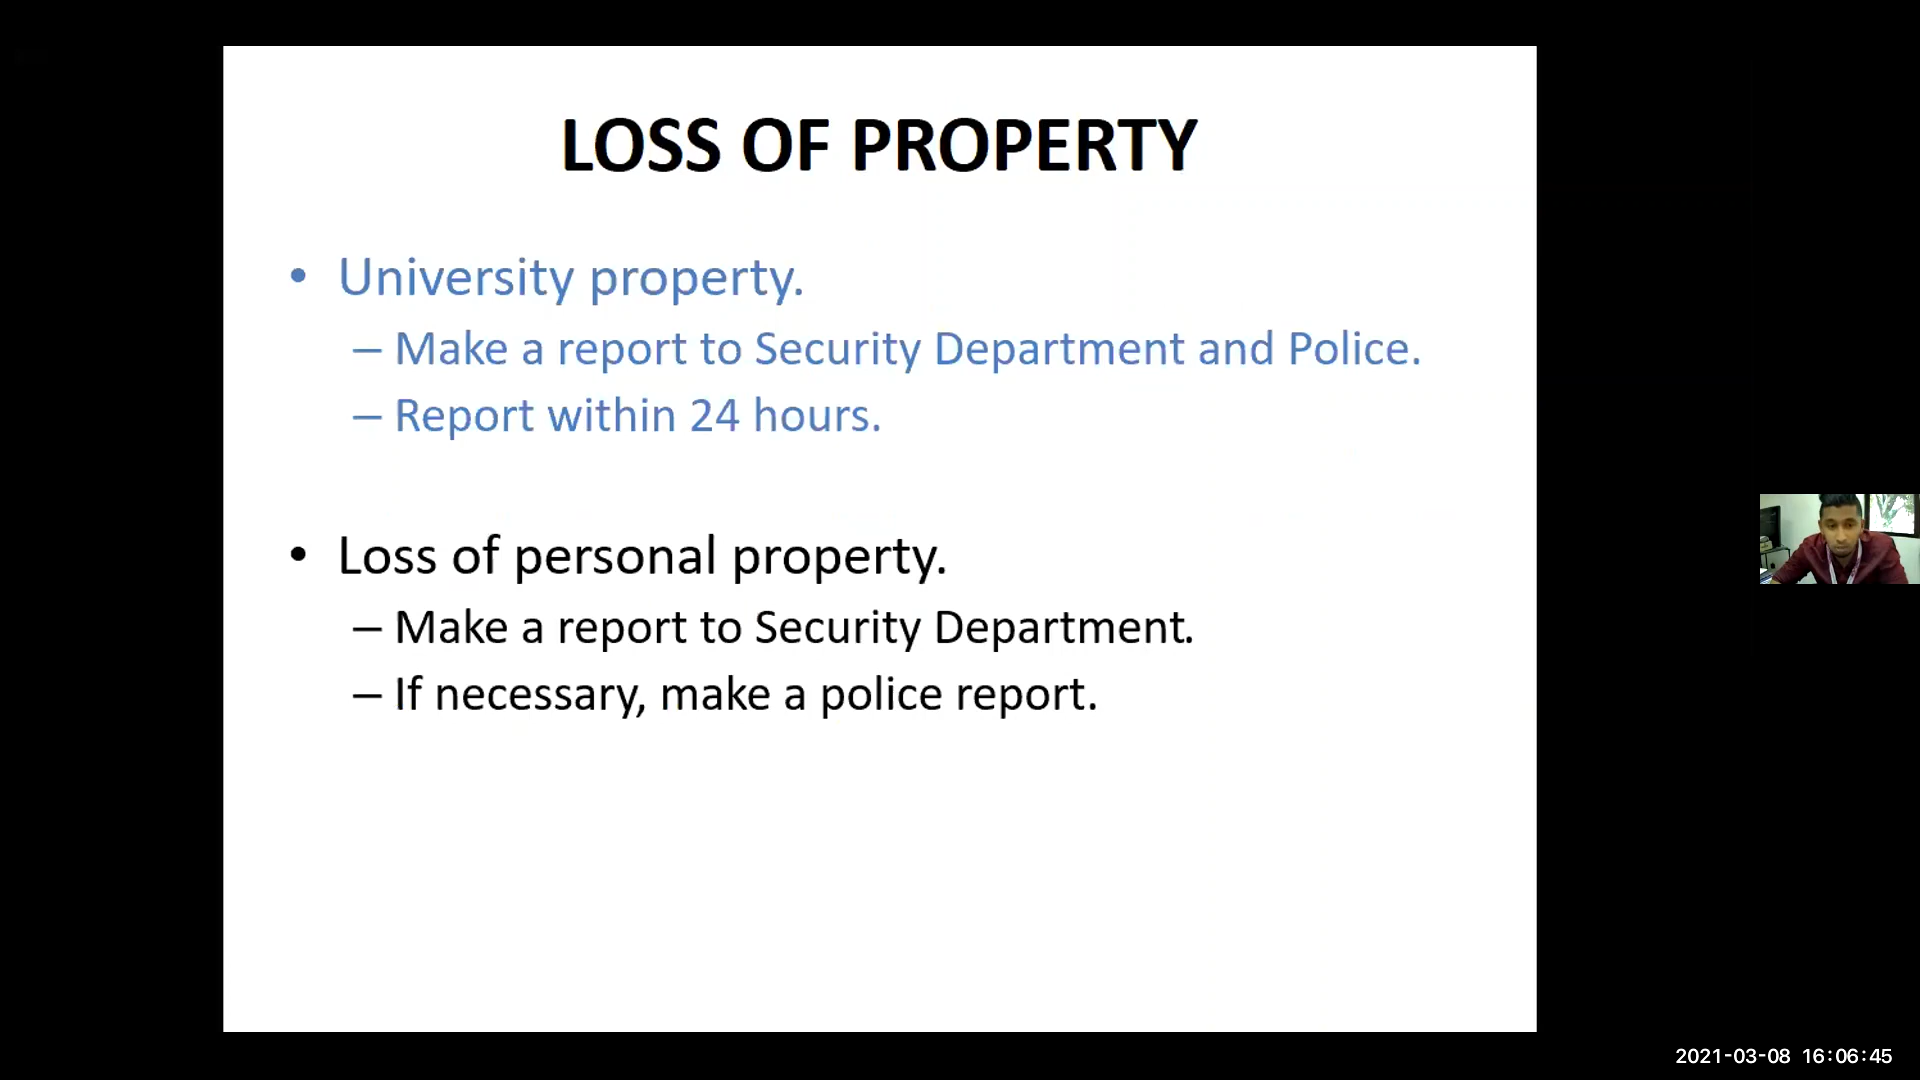 LOSS OF PROPERTY
• University property.
– Make a report to Security Department and Police.
– Report within 24 hours.
• Loss of personal property.
– Make a report to Security Department.
– If necessary, make a police report.
2021-03-08 16:06:45